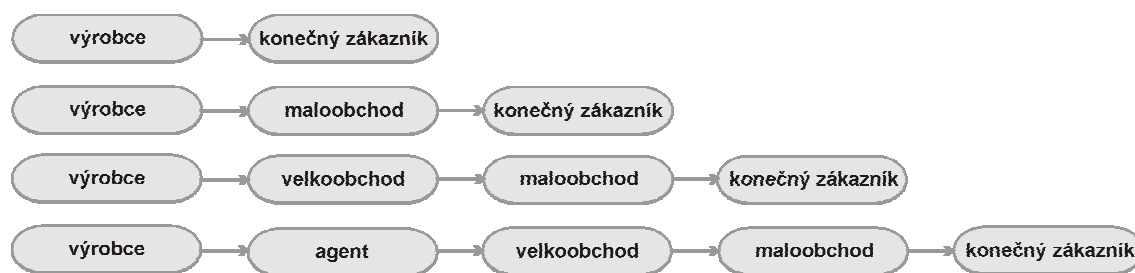 výrobce konečný zákazník
výrobce maloobchod konečný zákazník
výrobce velkoobchod maloobchod konečný zákazník
výrobce agent velkoobchod maloobchod konečný zákazník